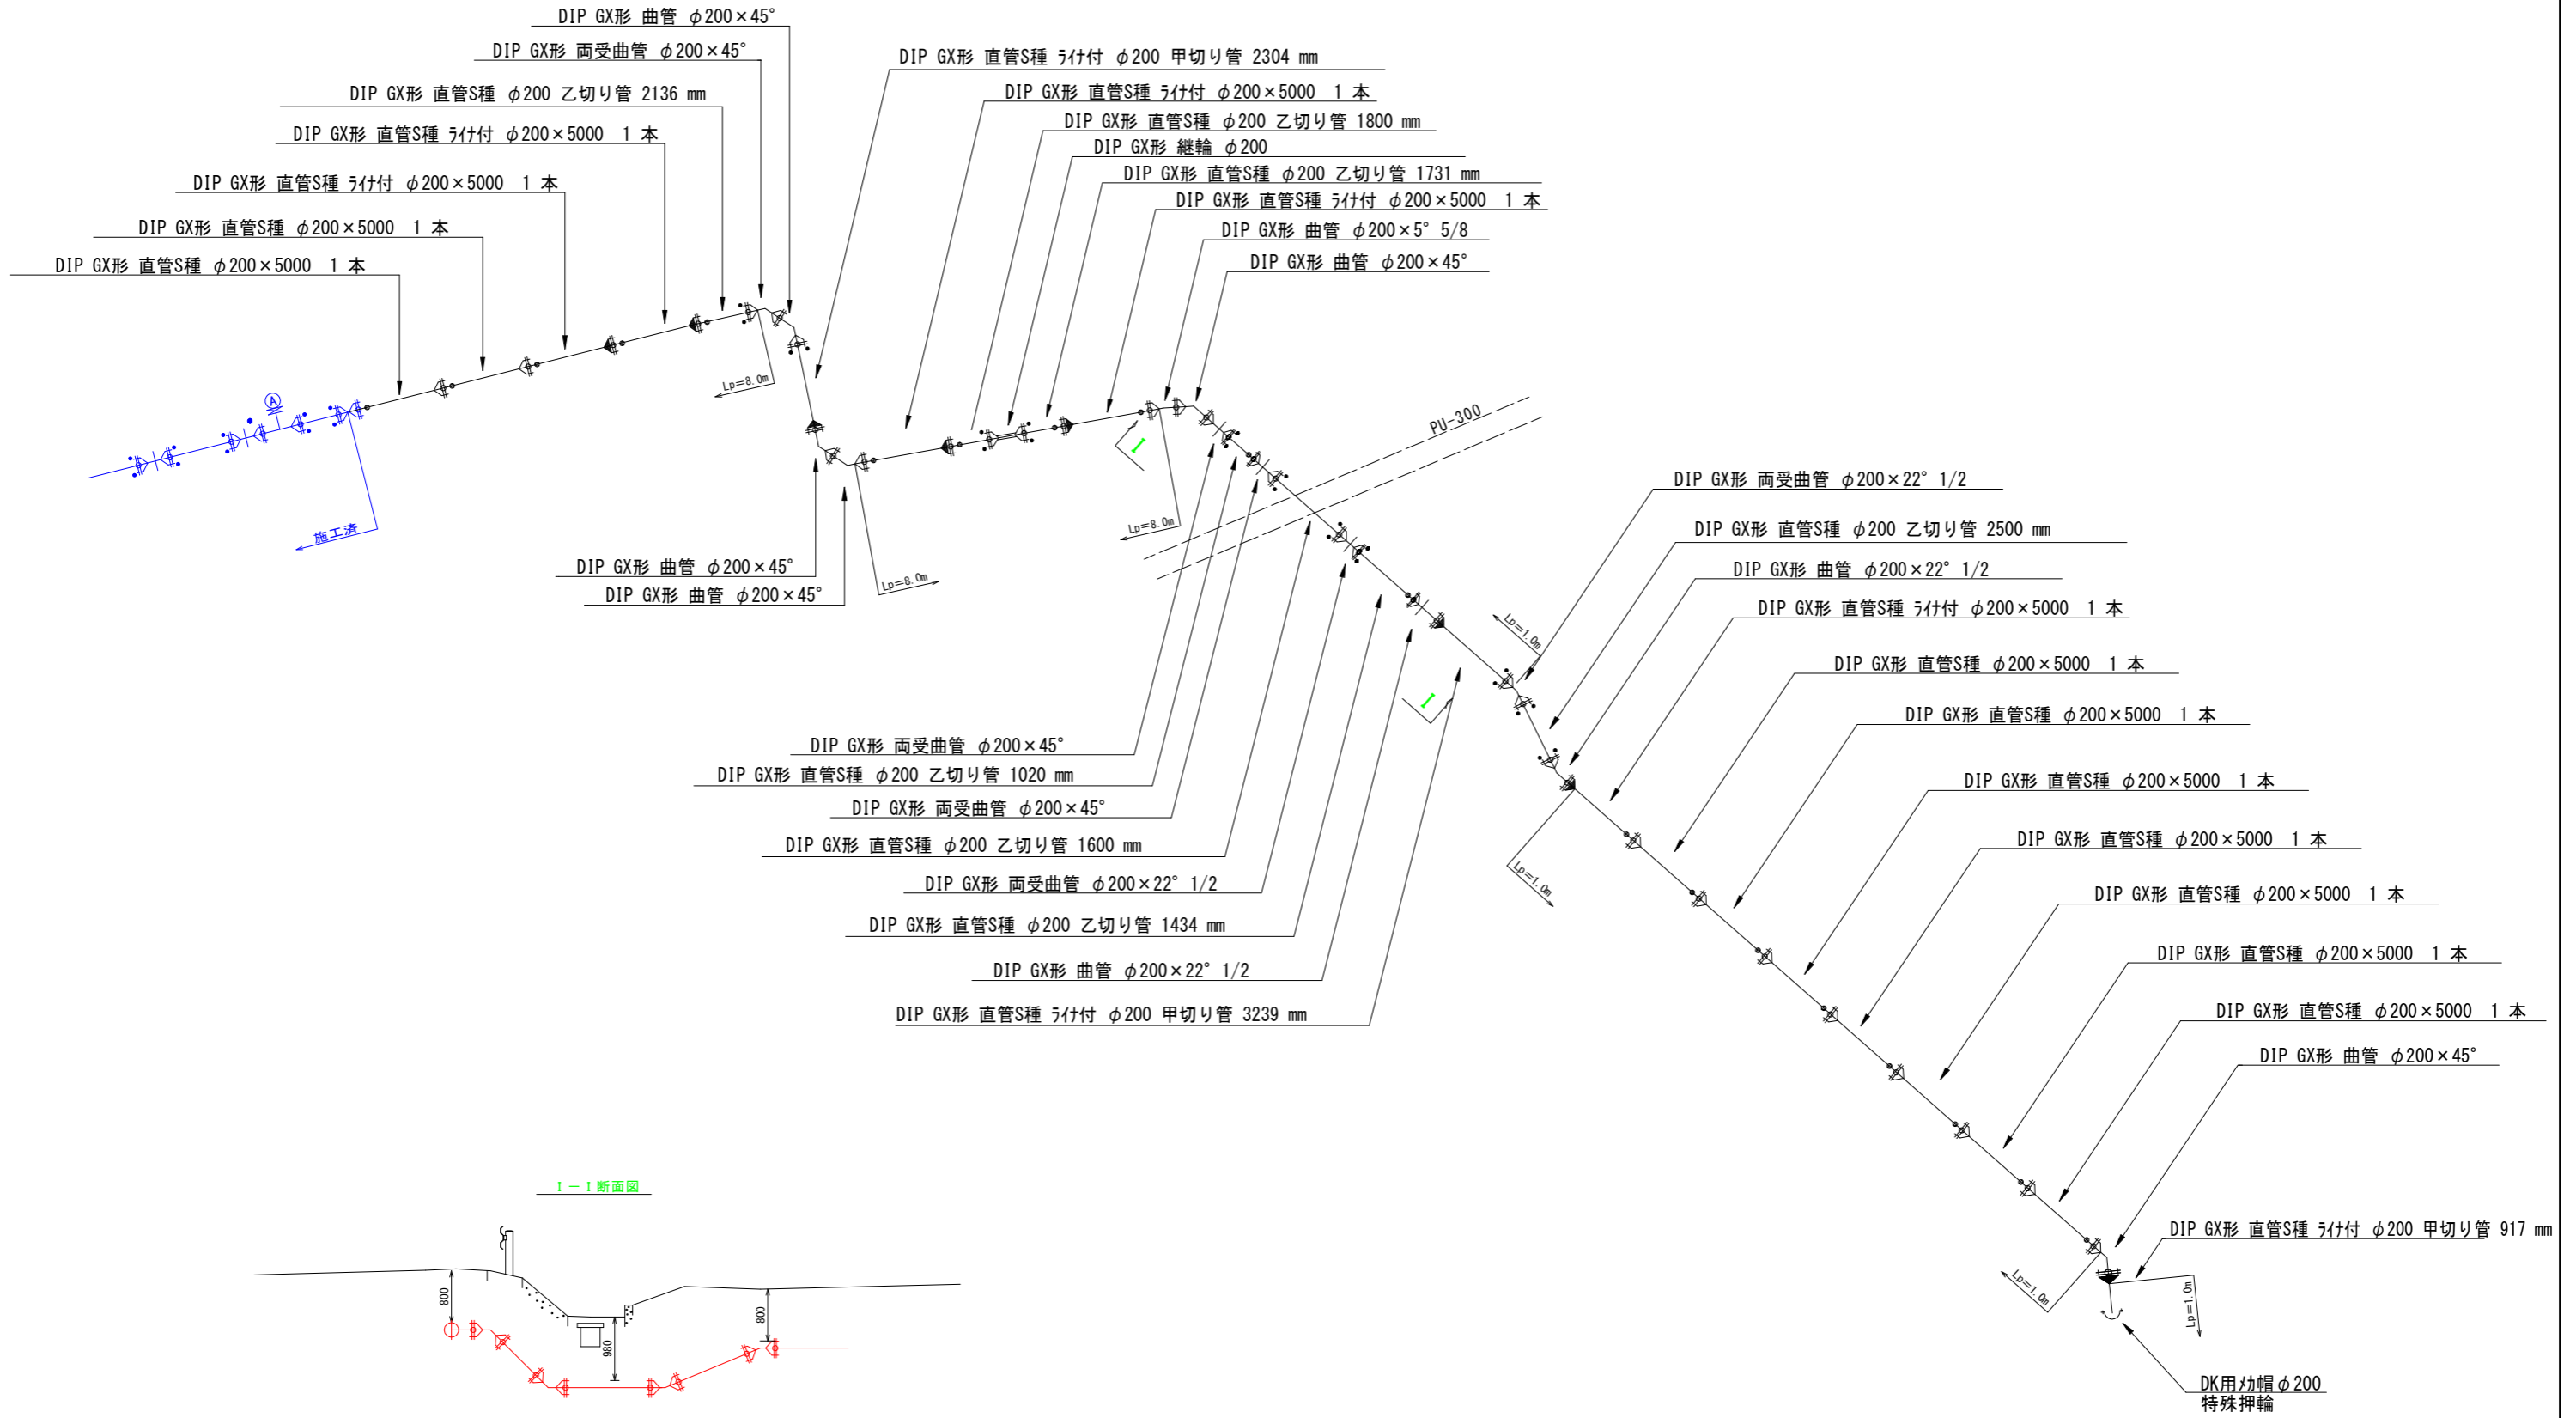 DIP GX形 曲管 φ200×45°
DIP GX形 両受曲管 φ200×45°
DIP GX形 直管S種 φ200 乙切り管 2136 mm
DIP GX形 直管S種 ﾗｲﾅ付 φ200×5000 1 本
DIP GX形 直管S種 ﾗｲﾅ付 φ200×5000 1 本
DIP GX形 直管S種 φ200×5000 1 本
DIP GX形 直管S種 φ200×5000 1 本
DIP GX形 直管S種 ﾗｲﾅ付 φ200 甲切り管 2304 mm
DIP GX形 直管S種 ﾗｲﾅ付 φ200×5000 1 本
DIP GX形 直管S種 φ200 乙切り管 1800 mm
DIP GX形 継輪 φ200
DIP GX形 直管S種 φ200 乙切り管 1731 mm
DIP GX形 直管S種 ﾗｲﾅ付 φ200×5000 1 本
DIP GX形 曲管 φ200×5° 5/8
DIP GX形 曲管 φ200×45°
Lp=8.0m
A
施工済
PU-300
I
Lp=8.0m
Lp=8.0m
DIP GX形 曲管 φ200×45°
DIP GX形 曲管 φ200×45°
DIP GX形 両受曲管 φ200×22° 1/2
DIP GX形 直管S種 φ200 乙切り管 2500 mm
DIP GX形 曲管 φ200×22° 1/2
DIP GX形 直管S種 ﾗｲﾅ付 φ200×5000 1 本
DIP GX形 直管S種 φ200×5000 1 本
DIP GX形 直管S種 φ200×5000 1 本
DIP GX形 直管S種 φ200×5000 1 本
DIP GX形 直管S種 φ200×5000 1 本
DIP GX形 直管S種 φ200×5000 1 本
DIP GX形 直管S種 φ200×5000 1 本
DIP GX形 直管S種 φ200×5000 1 本
DIP GX形 曲管 φ200×45°
Lp=1.0m
I
DIP GX形 両受曲管 φ200×45°
DIP GX形 直管S種 φ200 乙切り管 1020 mm
DIP GX形 両受曲管 φ200×45°
DIP GX形 直管S種 φ200 乙切り管 1600 mm
DIP GX形 両受曲管 φ200×22° 1/2
DIP GX形 直管S種 φ200 乙切り管 1434 mm
DIP GX形 曲管 φ200×22° 1/2
DIP GX形 直管S種 ﾗｲﾅ付 φ200 甲切り管 3239 mm
Lp=1.0m
DIP GX形 直管S種 ﾗｲﾅ付 φ200 甲切り管 917 mm
Lp=1.0m
Lp=1.0m
DK用ﾒｶ帽φ200
特殊押輪
I－I断面図
800
980
800